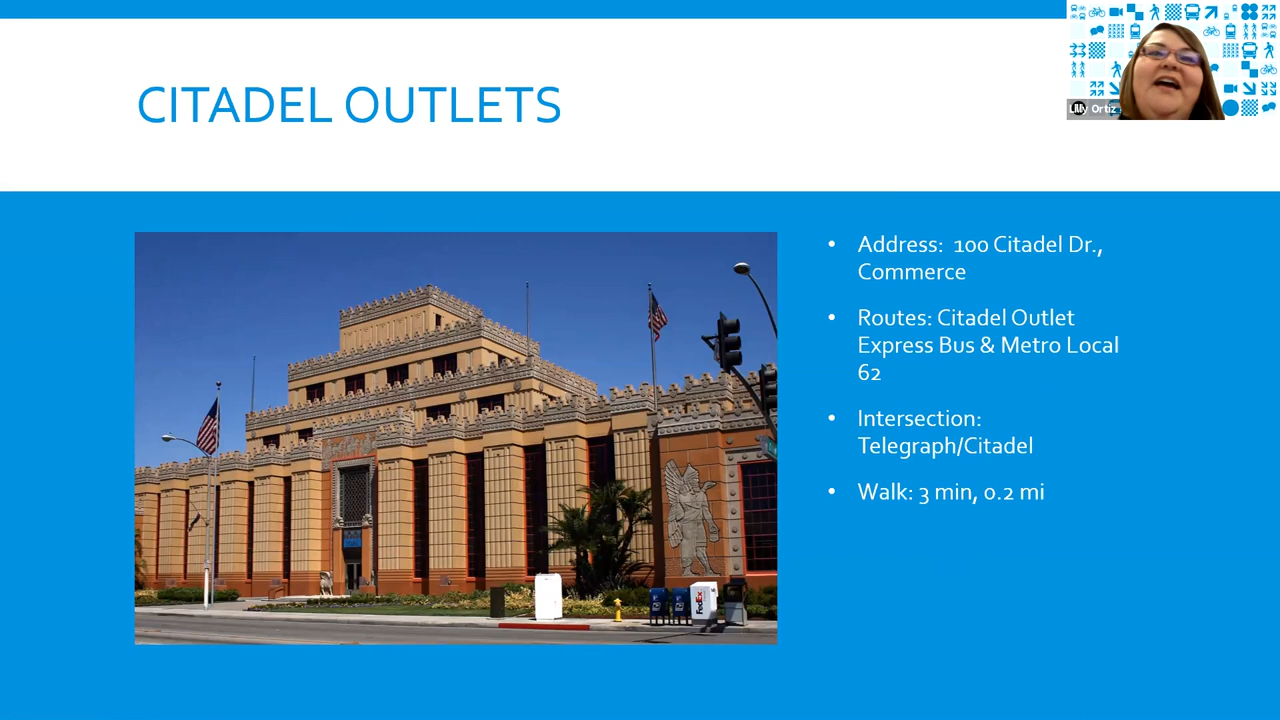 CITADEL OUTLETS
Lilly Ortiz
• Address: 100 Citadel Dr.,
Commerce
• Routes: Citadel Outlet
Express Bus & Metro Local
62
• Intersection:
Telegraph/Citadel
• Walk: 3 min, 0.2 mi
FedEx